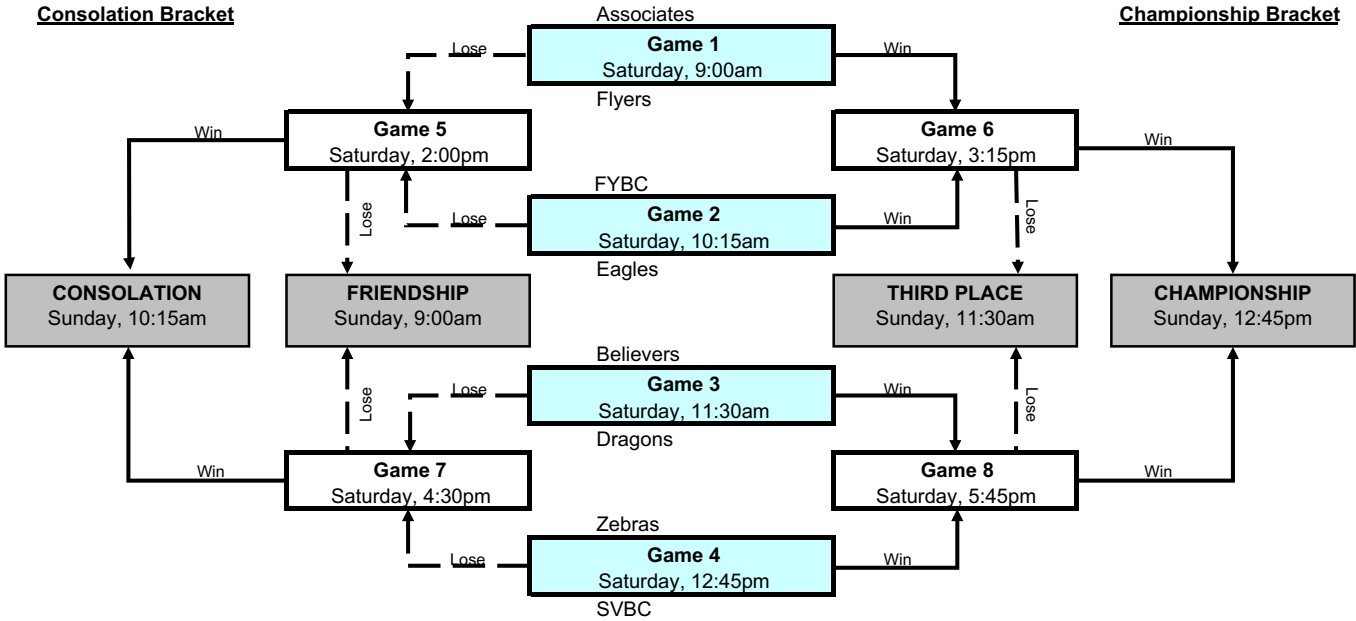 Consolation Bracket
Associates
Championship Bracket
Lose
Game 1
Saturday, 9:00am
Win
Flyers
Win
Game 5
Saturday, 2:00pm
Game 6
Saturday, 3:15pm
Win
FYBC
Lose
Lose
Game 2
Saturday, 10:15am
Win
Lose
Eagles
CONSOLATION
Sunday, 10:15am
FRIENDSHIP
Sunday, 9:00am
THIRD PLACE
Sunday, 11:30am
CHAMPIONSHIP
Sunday, 12:45pm
Believers
Lose
Lose
Game 3
Saturday, 11:30am
Win
Lose
Dragons
Win
Game 7
Saturday, 4:30pm
Game 8
Saturday, 5:45pm
Win
Zebras
Lose
Game 4
Saturday, 12:45pm
Win
SVBC